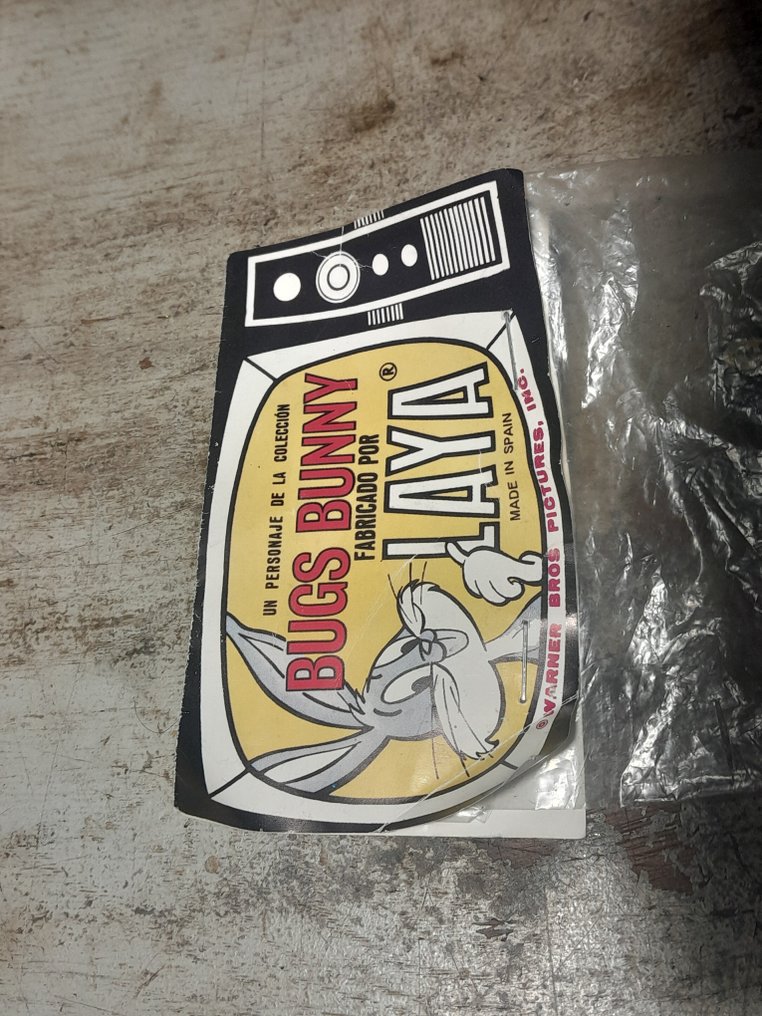 UN PERSONAJE DE LA COLECCIÓN
BUGS BUNNY
FABRICADO POR
LAYA ®
MADE IN SPAIN
© WARNER BROS PICTURES, INC.